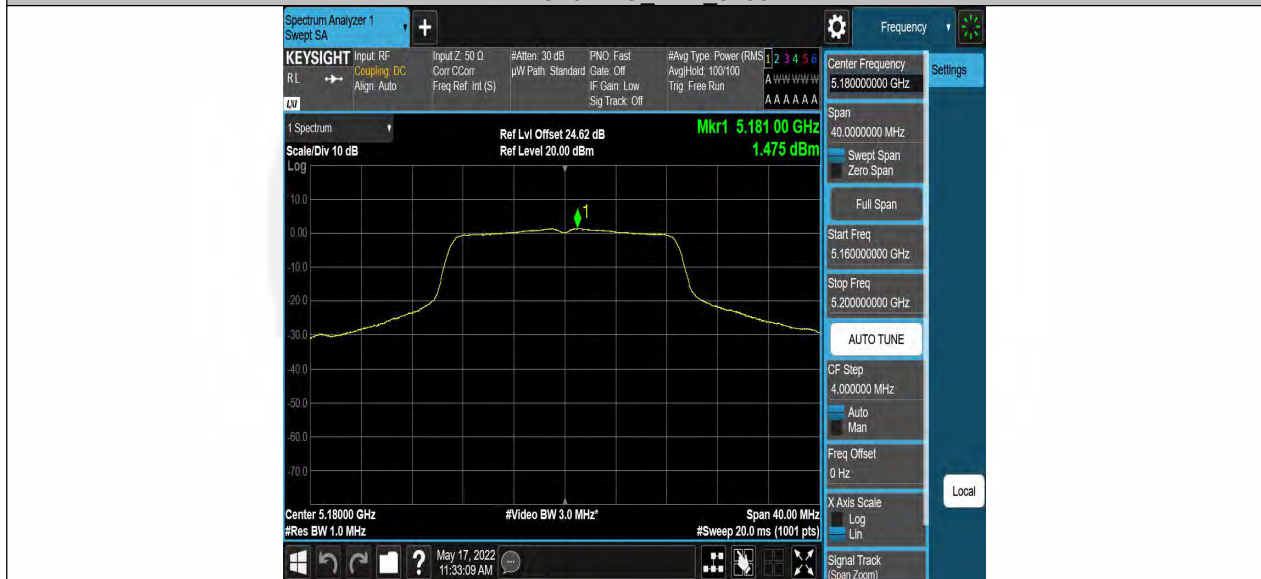 Spectrum Analyzer 1
Swept SA
+
Frequency
KEYSIGHT
RL
LXI
Input: RF
Coupling: DC
Align: Auto
Input Z: 50 Ω
Corr CCorr
Freq Ref: Int (S)
#Atten: 30 dB
µW Path: Standard
PNO: Fast
Gate: Off
IF Gain: Low
Sig Track: Off
#Avg Type: Power (RMS
Avg|Hold: 100/100
Trig: Free Run
1 2 3 4 5 6
A W W W W W
A A A A A A
1 Spectrum
Scale/Div 10 dB
Ref Lvl Offset 24.62 dB
Ref Level 20.00 dBm
Mkr1 5.181 00 GHz
1.475 dBm
Log
10.0
0.00
-10.0
-20.0
-30.0
-40.0
-50.0
-60.0
-70.0
1
Center 5.18000 GHz
#Res BW 1.0 MHz
#Video BW 3.0 MHz*
Span 40.00 MHz
#Sweep 20.0 ms (1001 pts)
?
May 17, 2022
11:33:09 AM
Center Frequency
5.180000000 GHz
Settings
Span
40.0000000 MHz
Swept Span
Zero Span
Full Span
Start Freq
5.160000000 GHz
Stop Freq
5.200000000 GHz
AUTO TUNE
CF Step
4.000000 MHz
Auto
Man
Freq Offset
0 Hz
X Axis Scale
Log
Lin
Local
Signal Track
(Span Zoom)